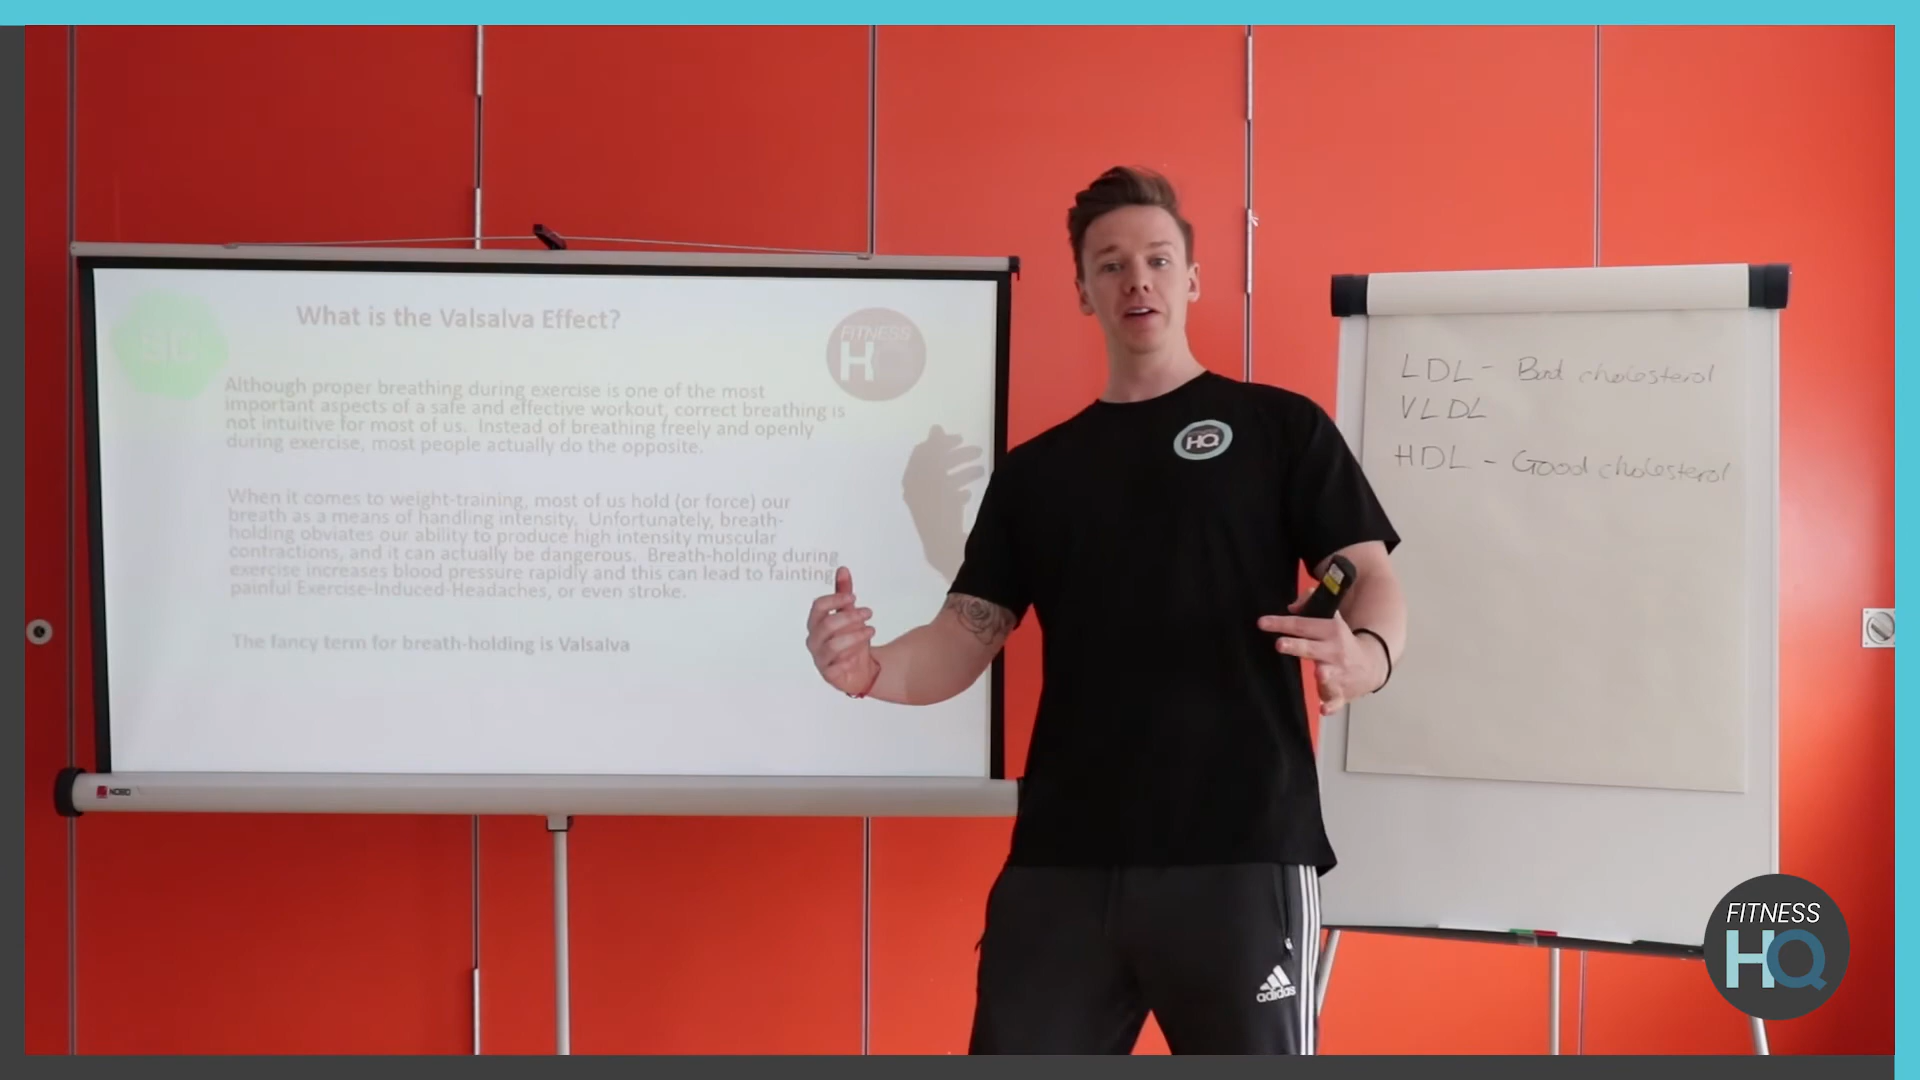 What is the Valsalva Effect?
FITNESS
H
Although proper breathing during exercise is one of the most
important aspects of a safe and effective workout, correct breathing is
not intuitive for most of us. Instead of breathing freely and openly
during exercise, most people actually do the opposite.
When it comes to weight-training, most of us hold (or force) our
breath as a means of handling intensity. Unfortunately, breath-
holding obviates our ability to produce high intensity muscular
contractions, and it can actually be dangerous. Breath-holding during
exercise increases blood pressure rapidly and this can lead to fainting
painful Exercise-Induced-Headaches, or even stroke.
The fancy term for breath-holding is Valsalva
NOBO
HQ
adidas
LDL - Bad cholesterol
VLDL
HDL - Good cholesterol
FITNESS
HQ